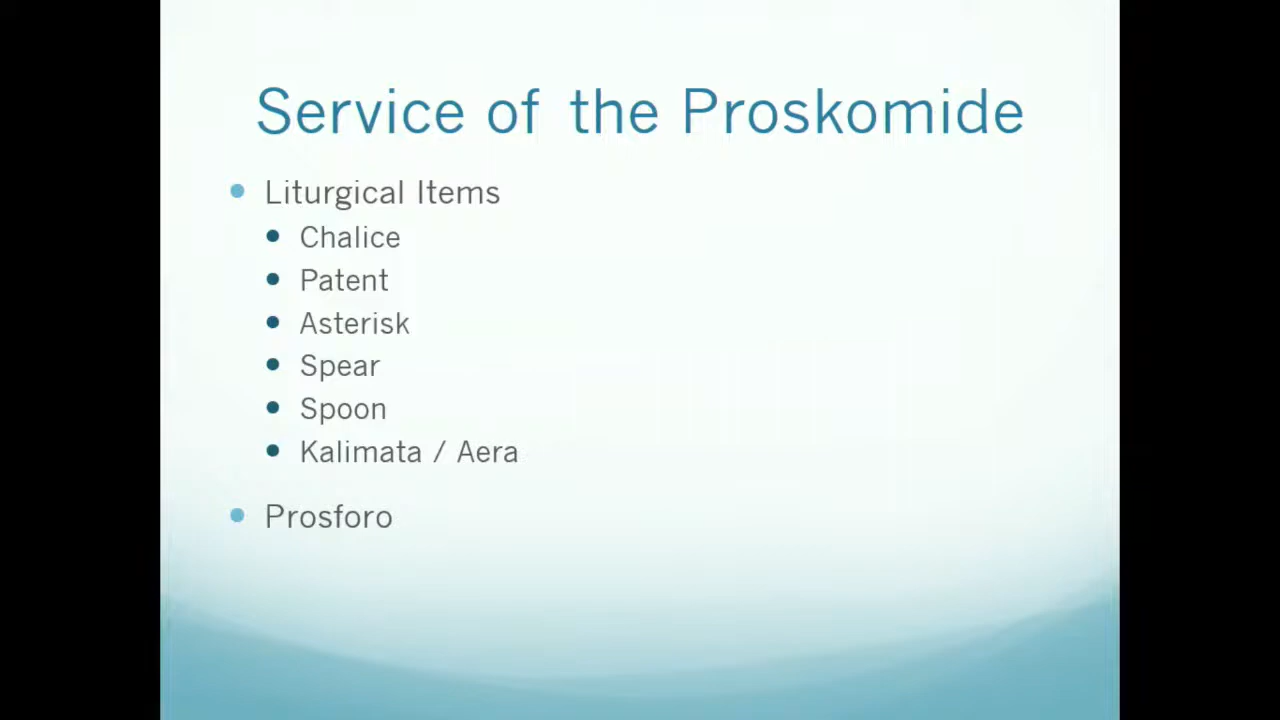 Service of the Proskomide
Liturgical Items
Chalice
Patent
Asterisk
Spear
Spoon
Kalimata / Aera
Prosforo